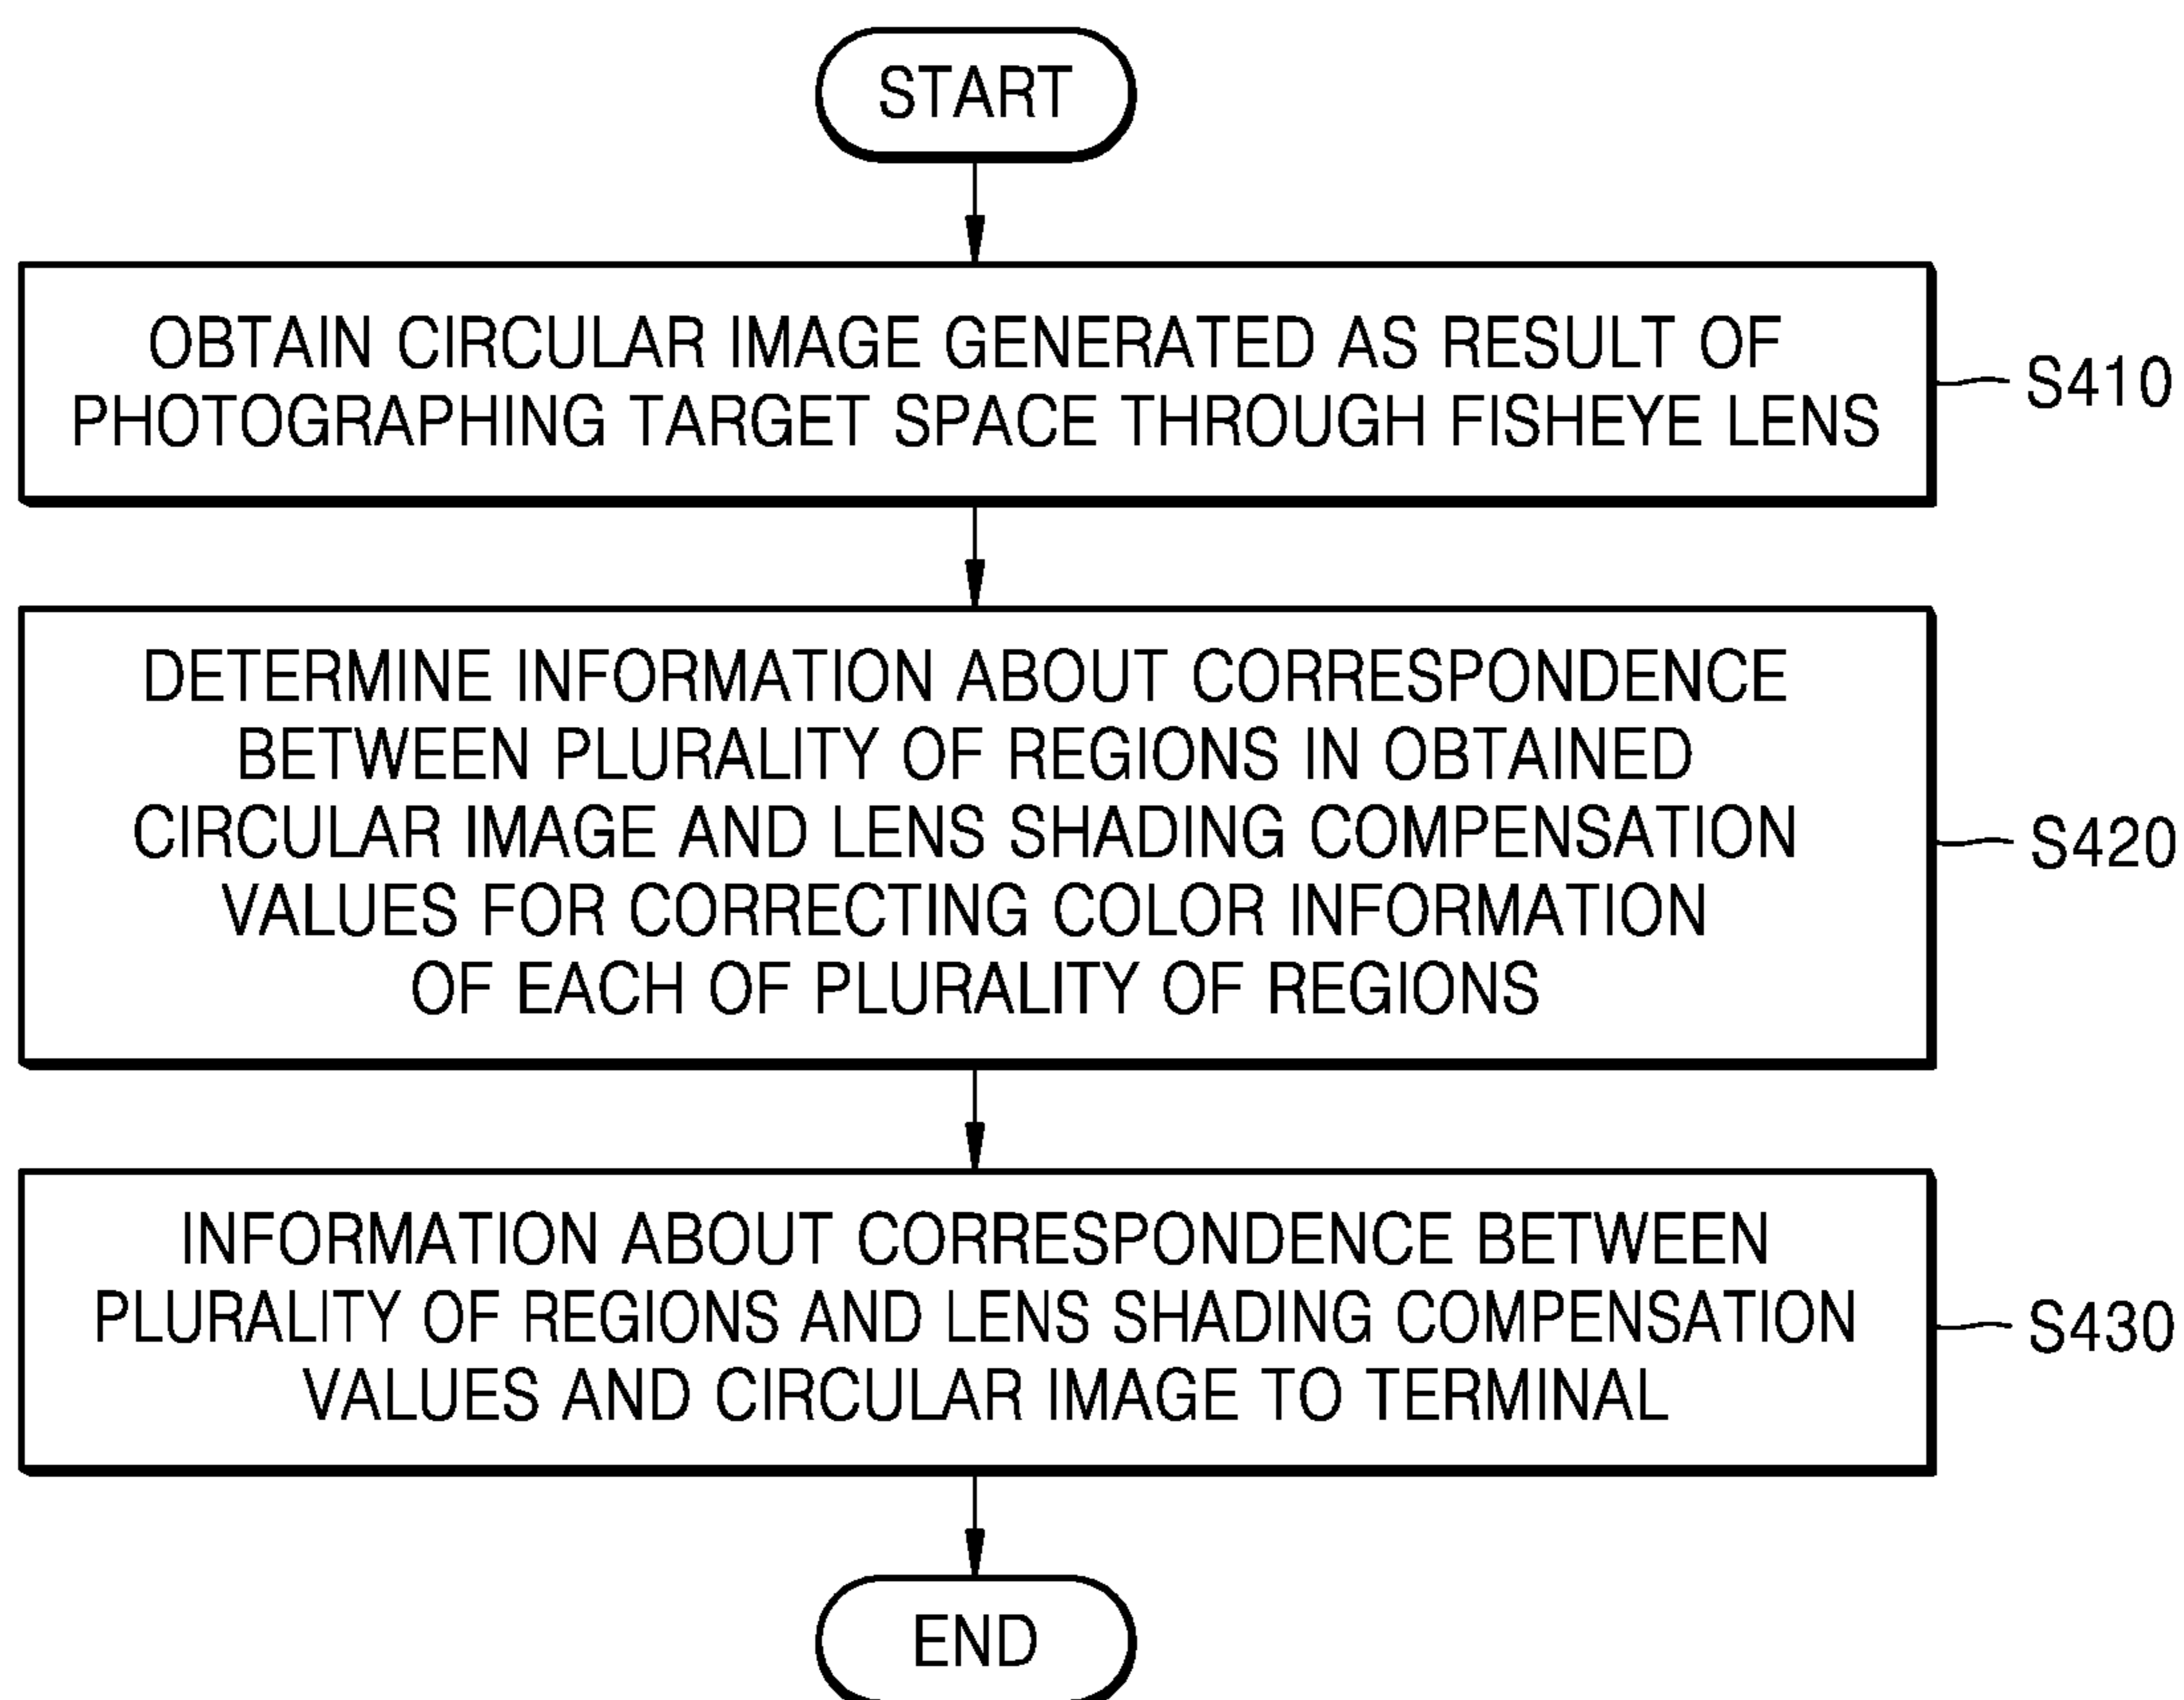 START
OBTAIN CIRCULAR IMAGE GENERATED AS RESULT OF
PHOTOGRAPHING TARGET SPACE THROUGH FISHEYE LENS
S410
DETERMINE INFORMATION ABOUT CORRESPONDENCE
BETWEEN PLURALITY OF REGIONS IN OBTAINED
CIRCULAR IMAGE AND LENS SHADING COMPENSATION
VALUES FOR CORRECTING COLOR INFORMATION
OF EACH OF PLURALITY OF REGIONS
S420
INFORMATION ABOUT CORRESPONDENCE BETWEEN
PLURALITY OF REGIONS AND LENS SHADING COMPENSATION
VALUES AND CIRCULAR IMAGE TO TERMINAL
S430
END